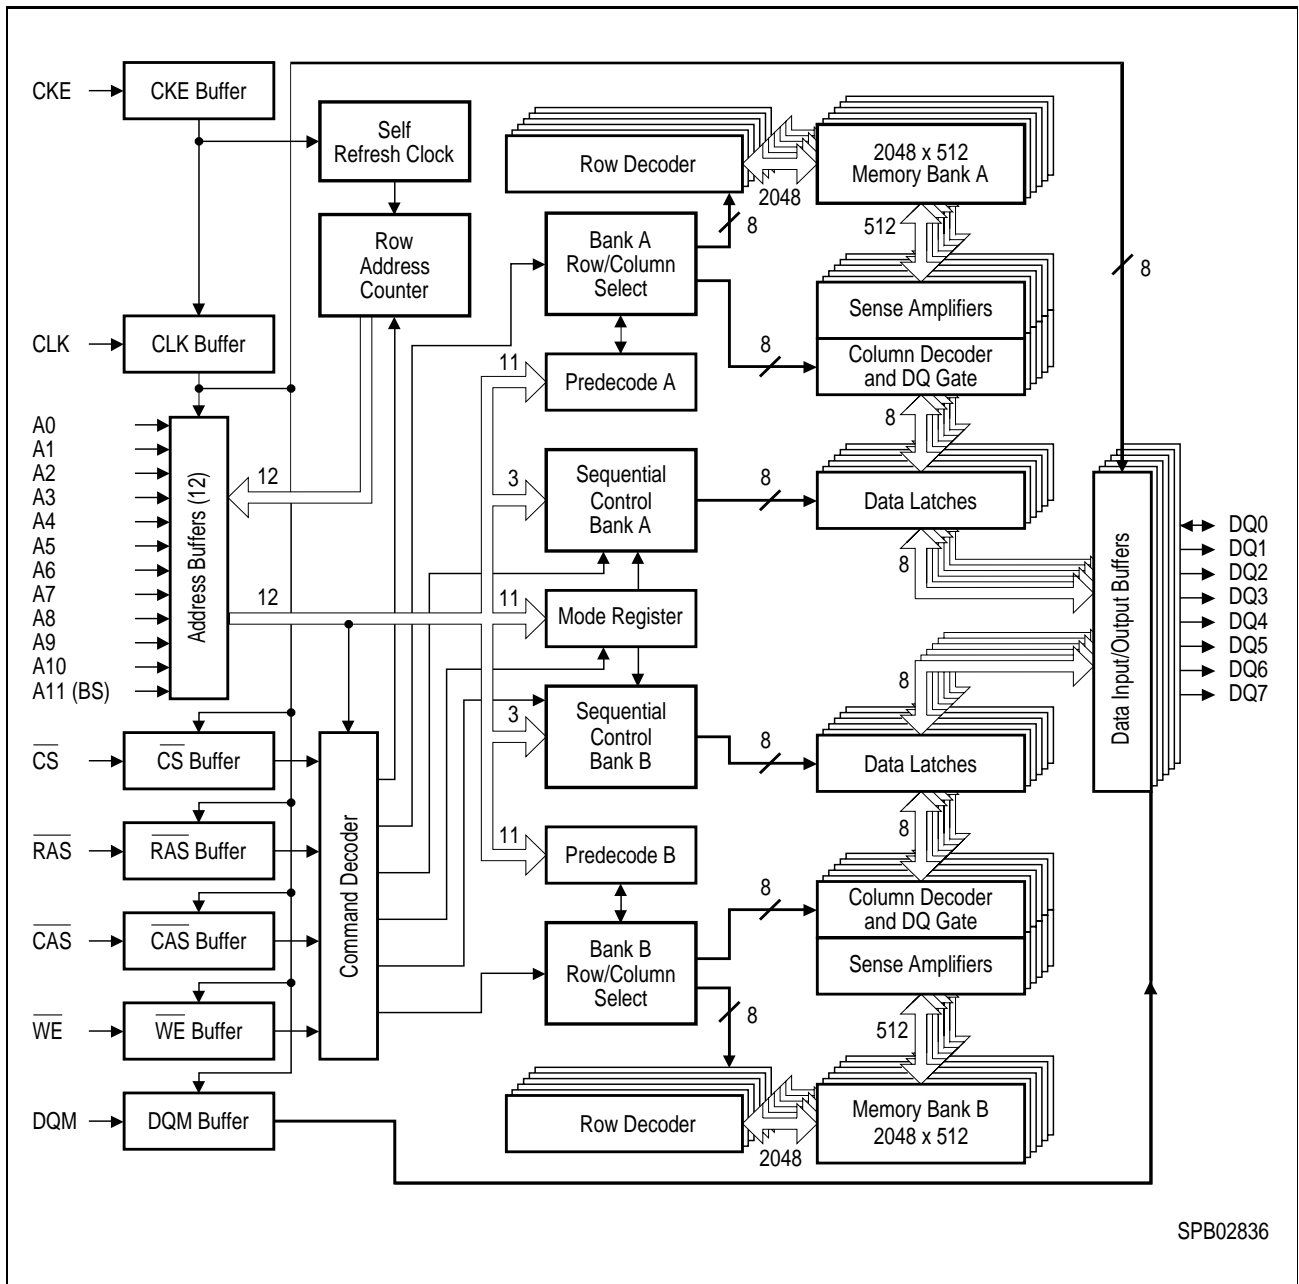 CKE
CKE Buffer
Self
Refresh Clock
Row Decoder
2048
2048 x 512
Memory Bank A
8
512
Row
Address
Counter
Bank A
Row/Column
Select
8
Sense Amplifiers
Column Decoder
and DQ Gate
CLK
CLK Buffer
11
Predecode A
8
8
A0
A1
A2
A3
A4
A5
A6
A7
A8
A9
A10
A11 (BS)
Address Buffers (12)
12
12
3
Sequential
Control
Bank A
8
Data Latches
8
11
Mode Register
Data Input/Output Buffers
DQ0
DQ1
DQ2
DQ3
DQ4
DQ5
DQ6
DQ7
8
3
Sequential
Control
Bank B
8
Data Latches
8
CS
CS Buffer
RAS
RAS Buffer
CAS
CAS Buffer
WE
WE Buffer
DQM
DQM Buffer
Command Decoder
11
Predecode B
8
Column Decoder
and DQ Gate
Sense Amplifiers
Bank B
Row/Column
Select
8
512
Row Decoder
2048
Memory Bank B
2048 x 512
SPB02836